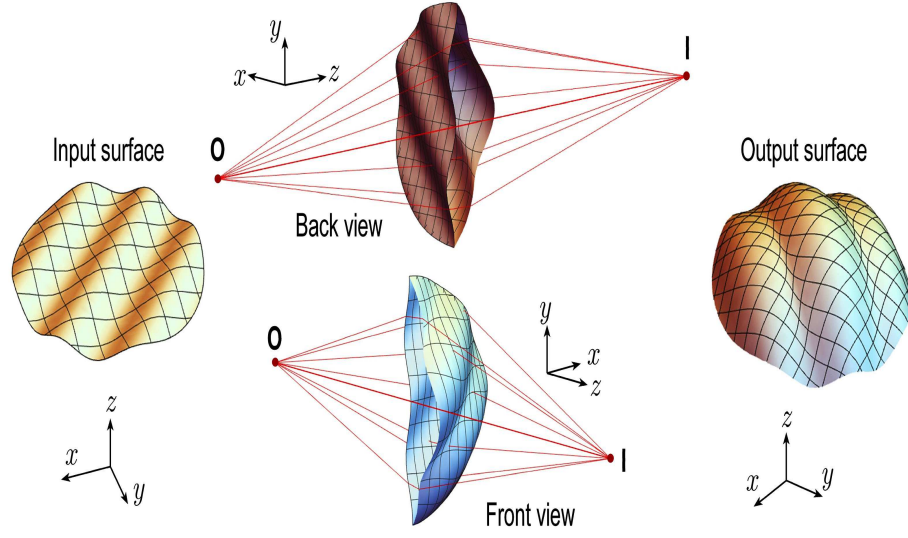 y
x
z
I
O
Input surface
Output surface
Back view
O
y
x
z
z
x
y
I
Front view
z
x
y